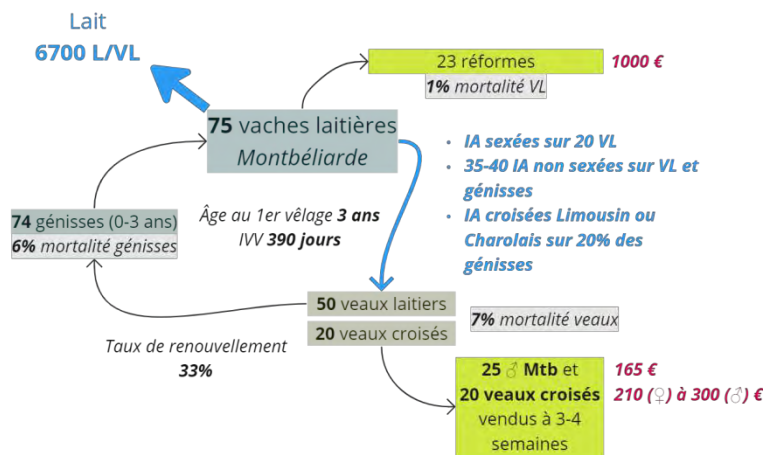 Lait
6700 L/VL
23 réformes
1000 €
1% mortalité VL
75 vaches laitières
Montbéliarde
• IA sexées sur 20 VL
• 35-40 IA non sexées sur VL et
génisses
• IA croisées Limousin ou
Charolais sur 20% des
génisses
74 génisses (0-3 ans)
6% mortalité génisses
Âge au 1er vêlage 3 ans
IVV 390 jours
50 veaux laitiers
20 veaux croisés
7% mortalité veaux
Taux de renouvellement
33%
25 ♂ Mtb et
20 veaux croisés
vendus à 3-4
semaines
165 €
210 (♀) à 300 (♂) €